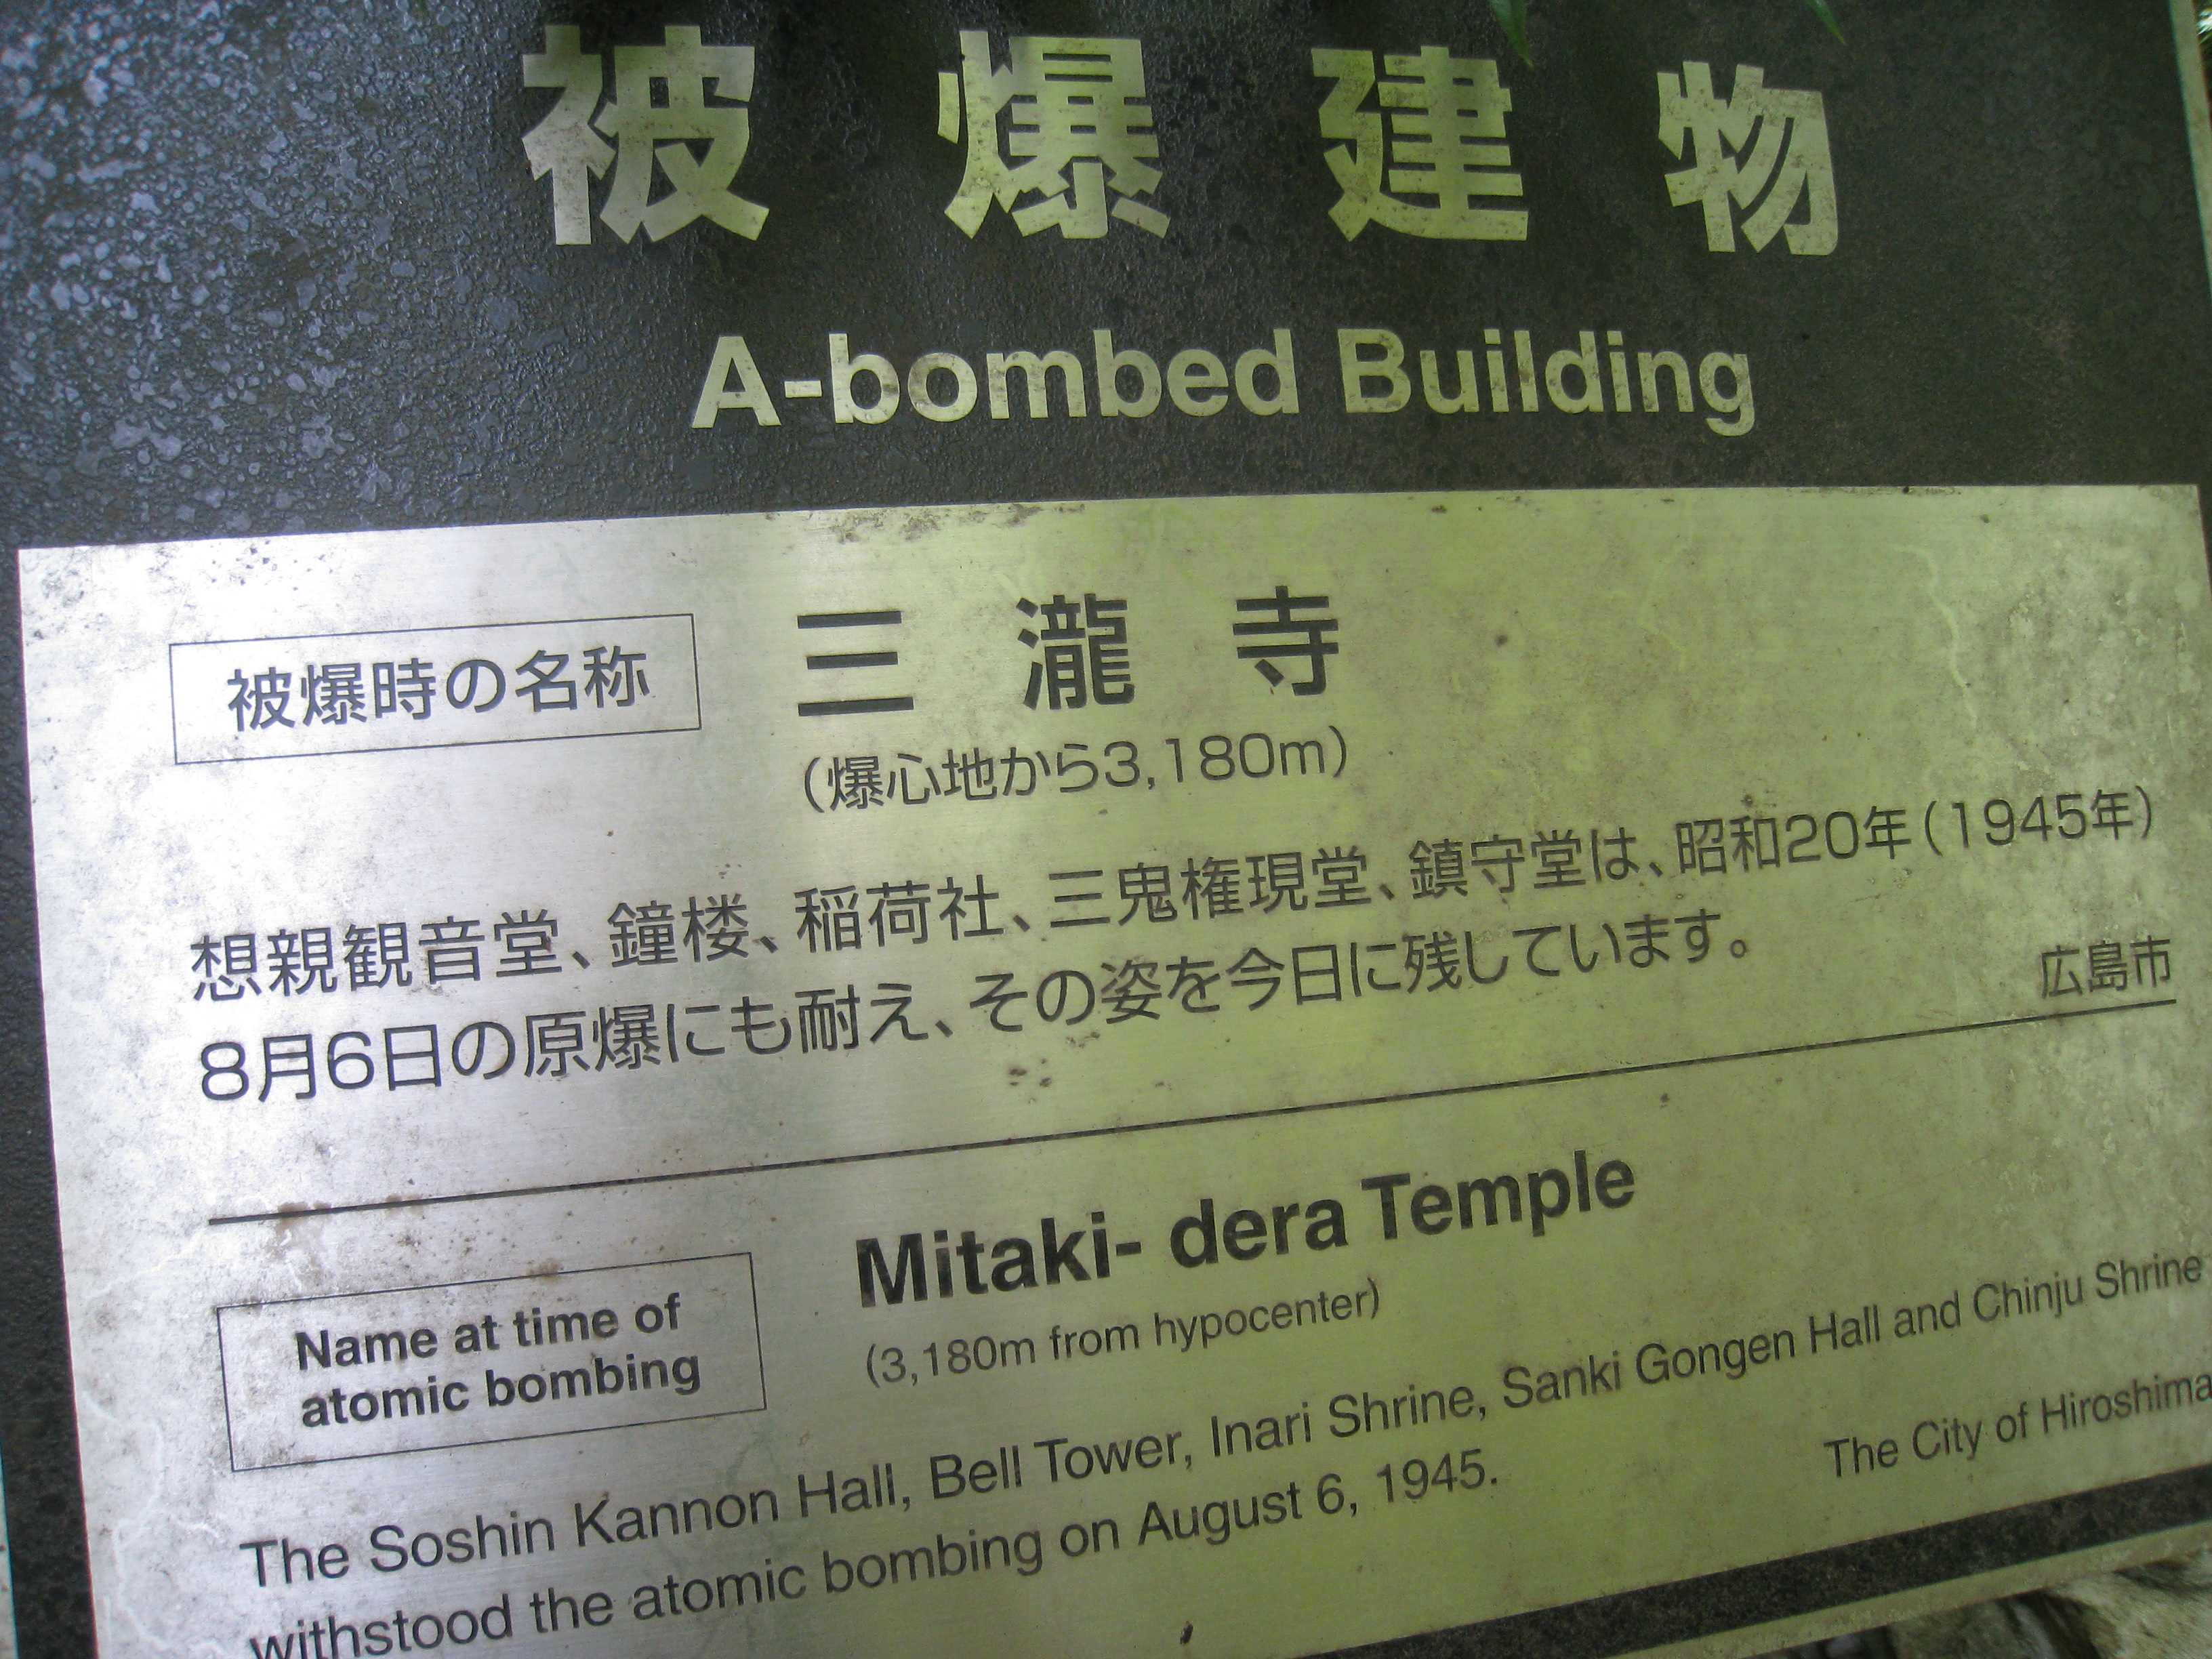 被爆建物
A-bombed Building
被爆時の名称
三瀧寺
（爆心地から3,180m）
想親観音堂、鐘楼、稲荷社、三鬼権現堂、鎮守堂は、昭和20年（1945年）
8月6日の原爆にも耐え、その姿を今日に残しています。
広島市
Name at time of
atomic bombing
Mitaki- dera Temple
(3,180m from hypocenter)
The Soshin Kannon Hall, Bell Tower, Inari Shrine, Sanki Gongen Hall and Chinju Shrine
withstood the atomic bombing on August 6, 1945.
The City of Hiroshima